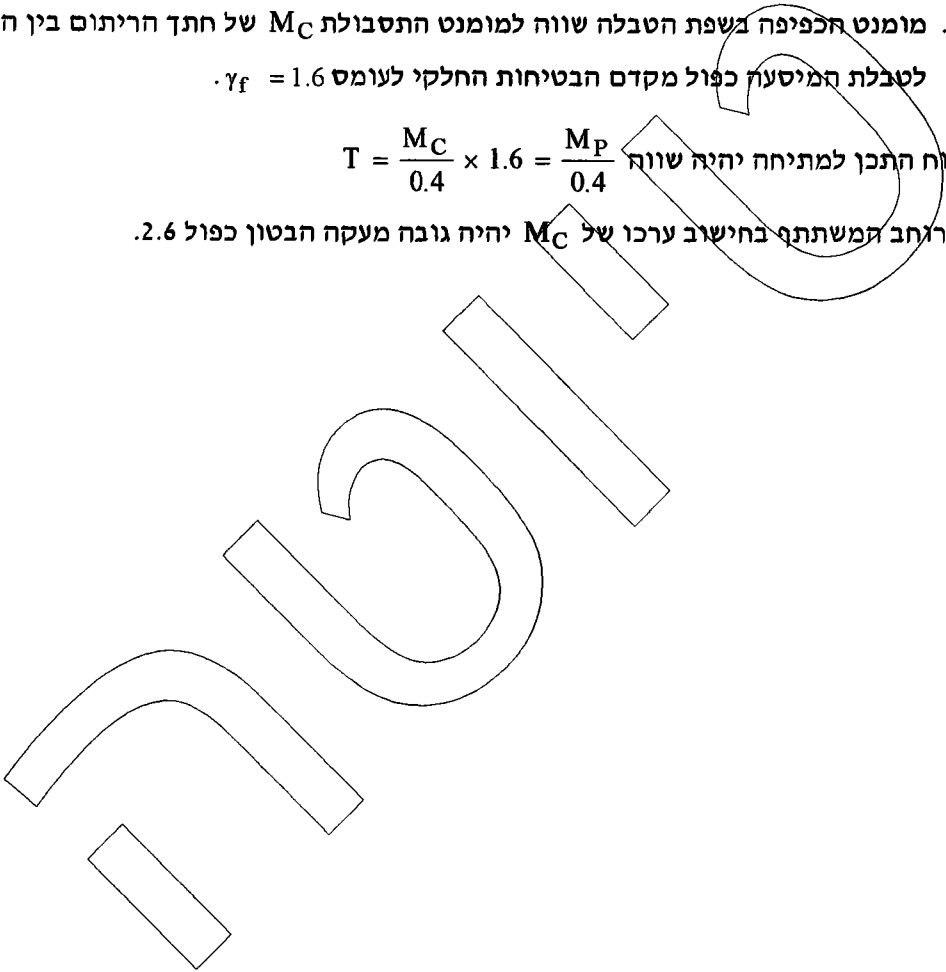 . מומנט הכפיפה בשפת הטבלה שווה למומנט התסבולת M_C של חתך הריתום בין ה
לטבלת המיסעה כפול מקדם הבטיחות החלקי לעומס γ_f = 1.6 .
וח התכן למתיחה יהיה שווה T = M_C/0.4 × 1.6 = M_P/0.4
רוחב המשתתף בחישוב ערכו של M_C יהיה גובה מעקה הבטון כפול 2.6.
טיוטה